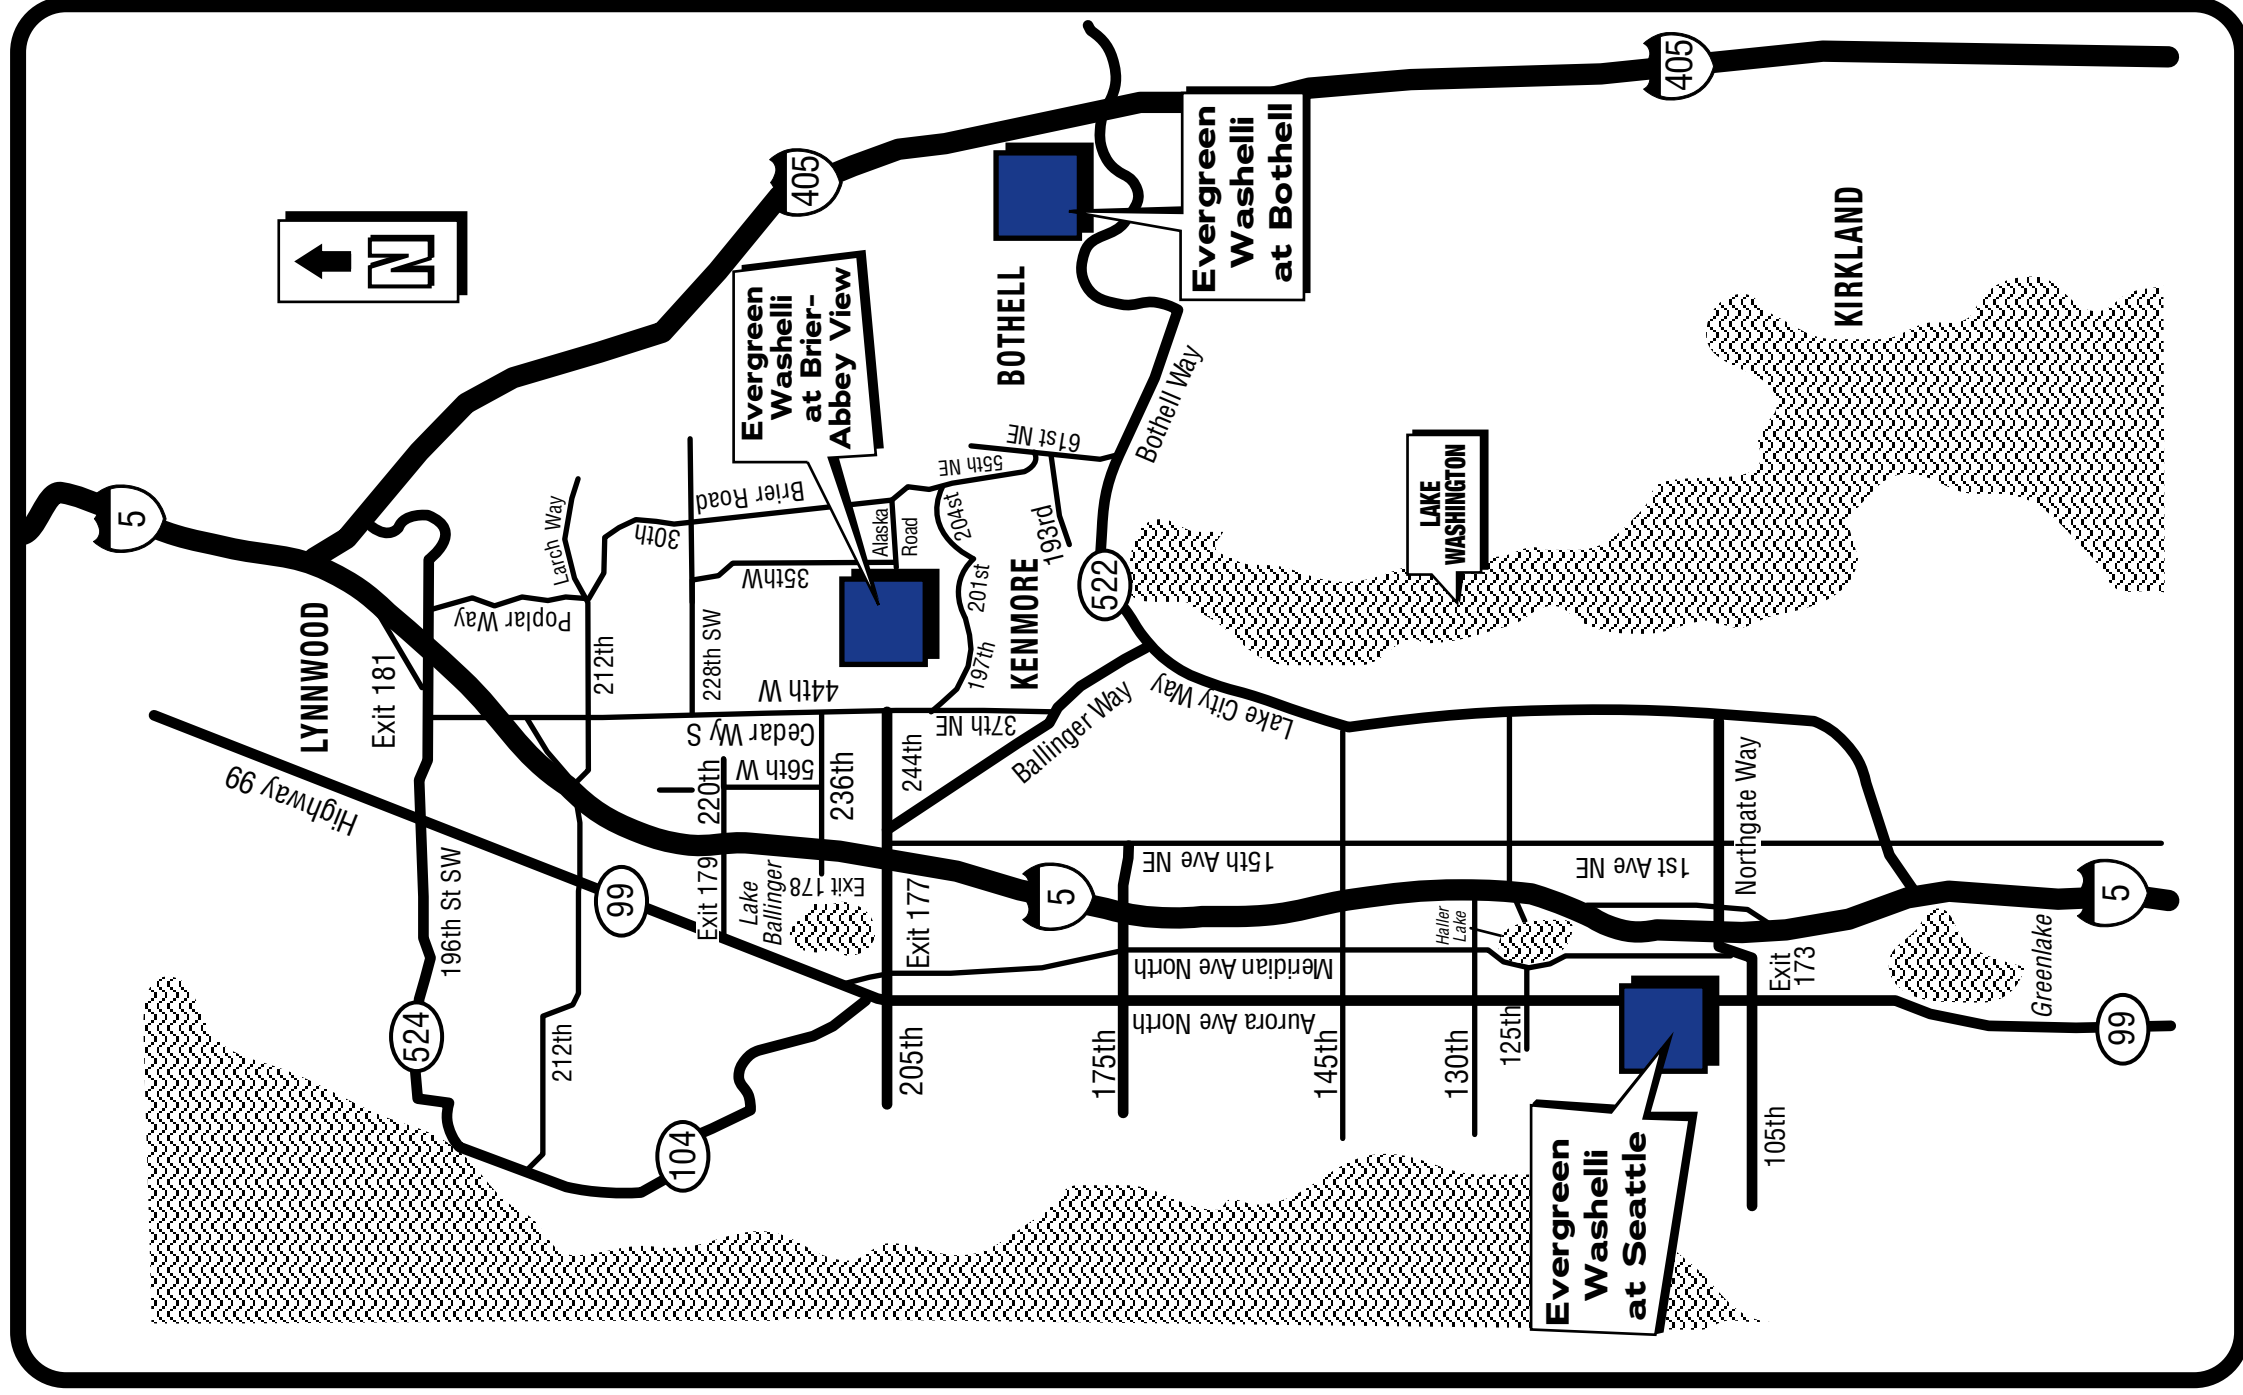 N
5
405
405
LYNNWOOD
Exit 181
Highway 99
196th St SW
524
99
104
212th
212th
Larch Way
Poplar Way
30th
Brier Road
35thW
228th SW
44th W
Cedar Wy S
56th W
220th
236th
Exit 179
Lake
Ballinger
Exit 178
Exit 177
244th
205th
Evergreen
Washelli
at Brier-
Abbey View
Alaska
Road
55th NE
61st NE
204st
201st
197th
193rd
37th NE
KENMORE
BOTHELL
Evergreen
Washelli
at Bothell
Bothell Way
522
Ballinger Way
Lake City Way
LAKE
WASHINGTON
KIRKLAND
5
15th Ave NE
1st Ave NE
Northgate Way
Meridian Ave North
Aurora Ave North
175th
145th
130th
125th
Haller
Lake
Exit
173
105th
Evergreen
Washelli
at Seattle
Greenlake
5
99